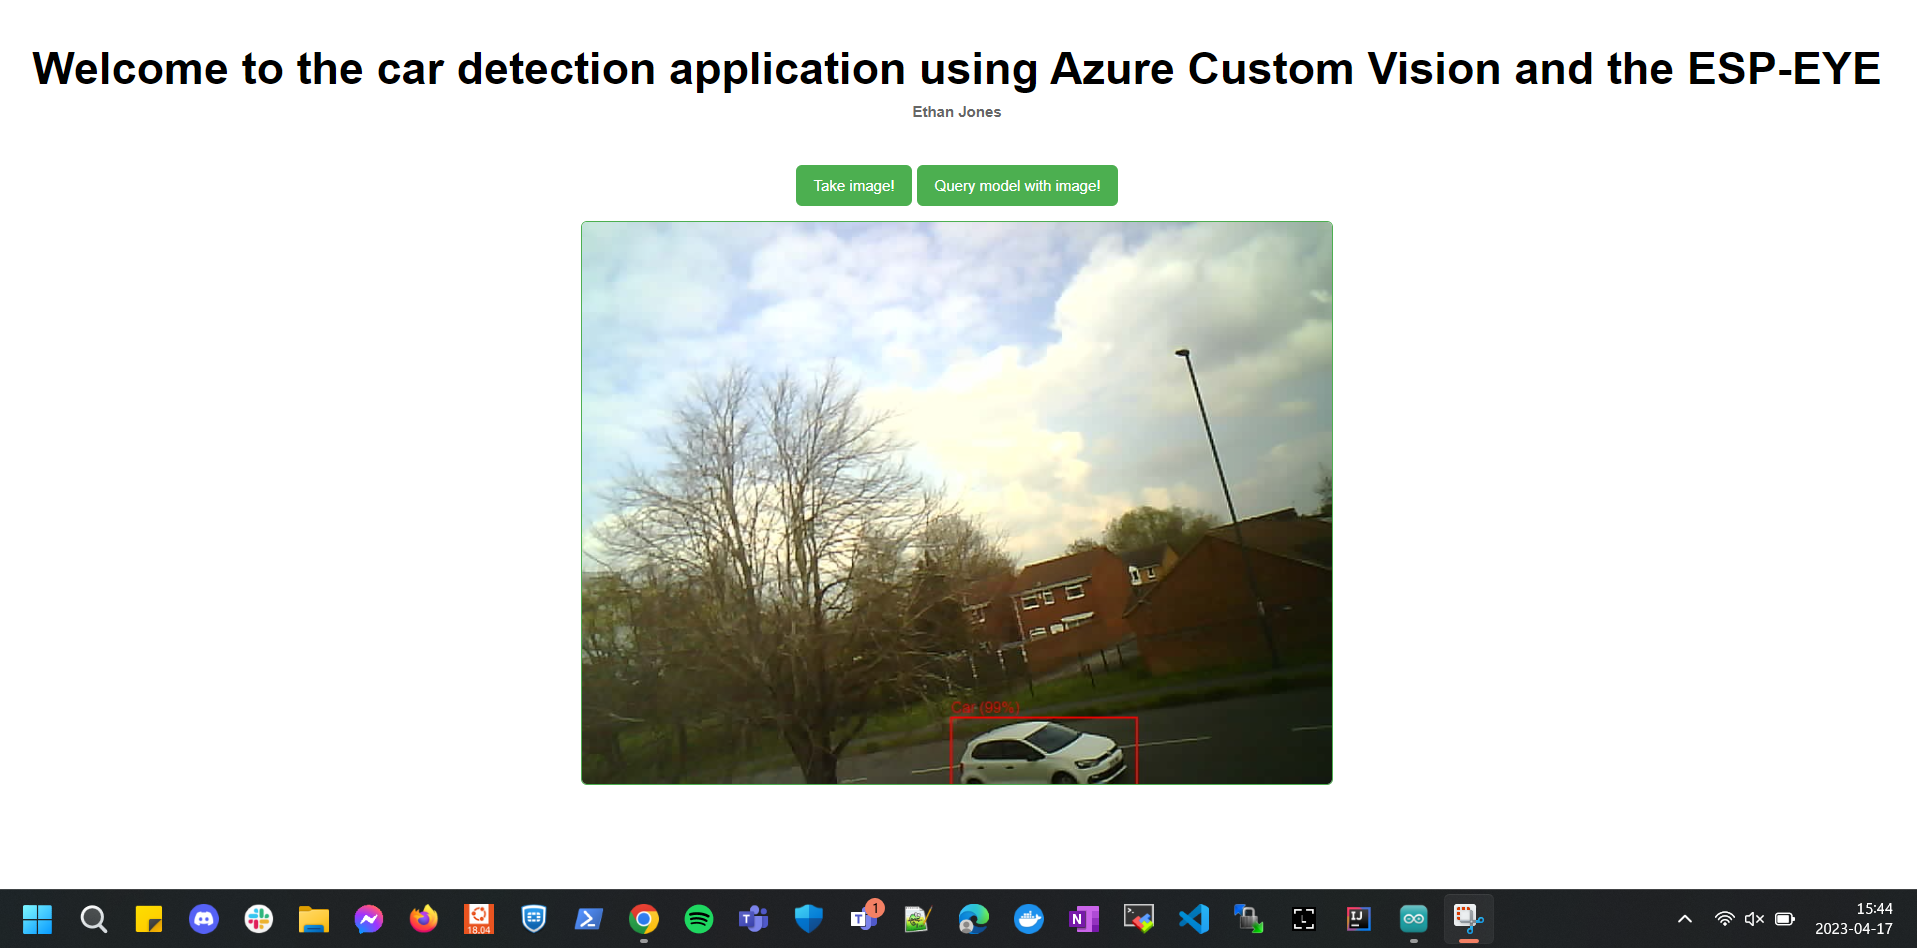 Welcome to the car detection application using Azure Custom Vision and the ESP-EYE
Ethan Jones
Take image! Query model with image!
Car (99%)
18.04
1
15:44
2023-04-17